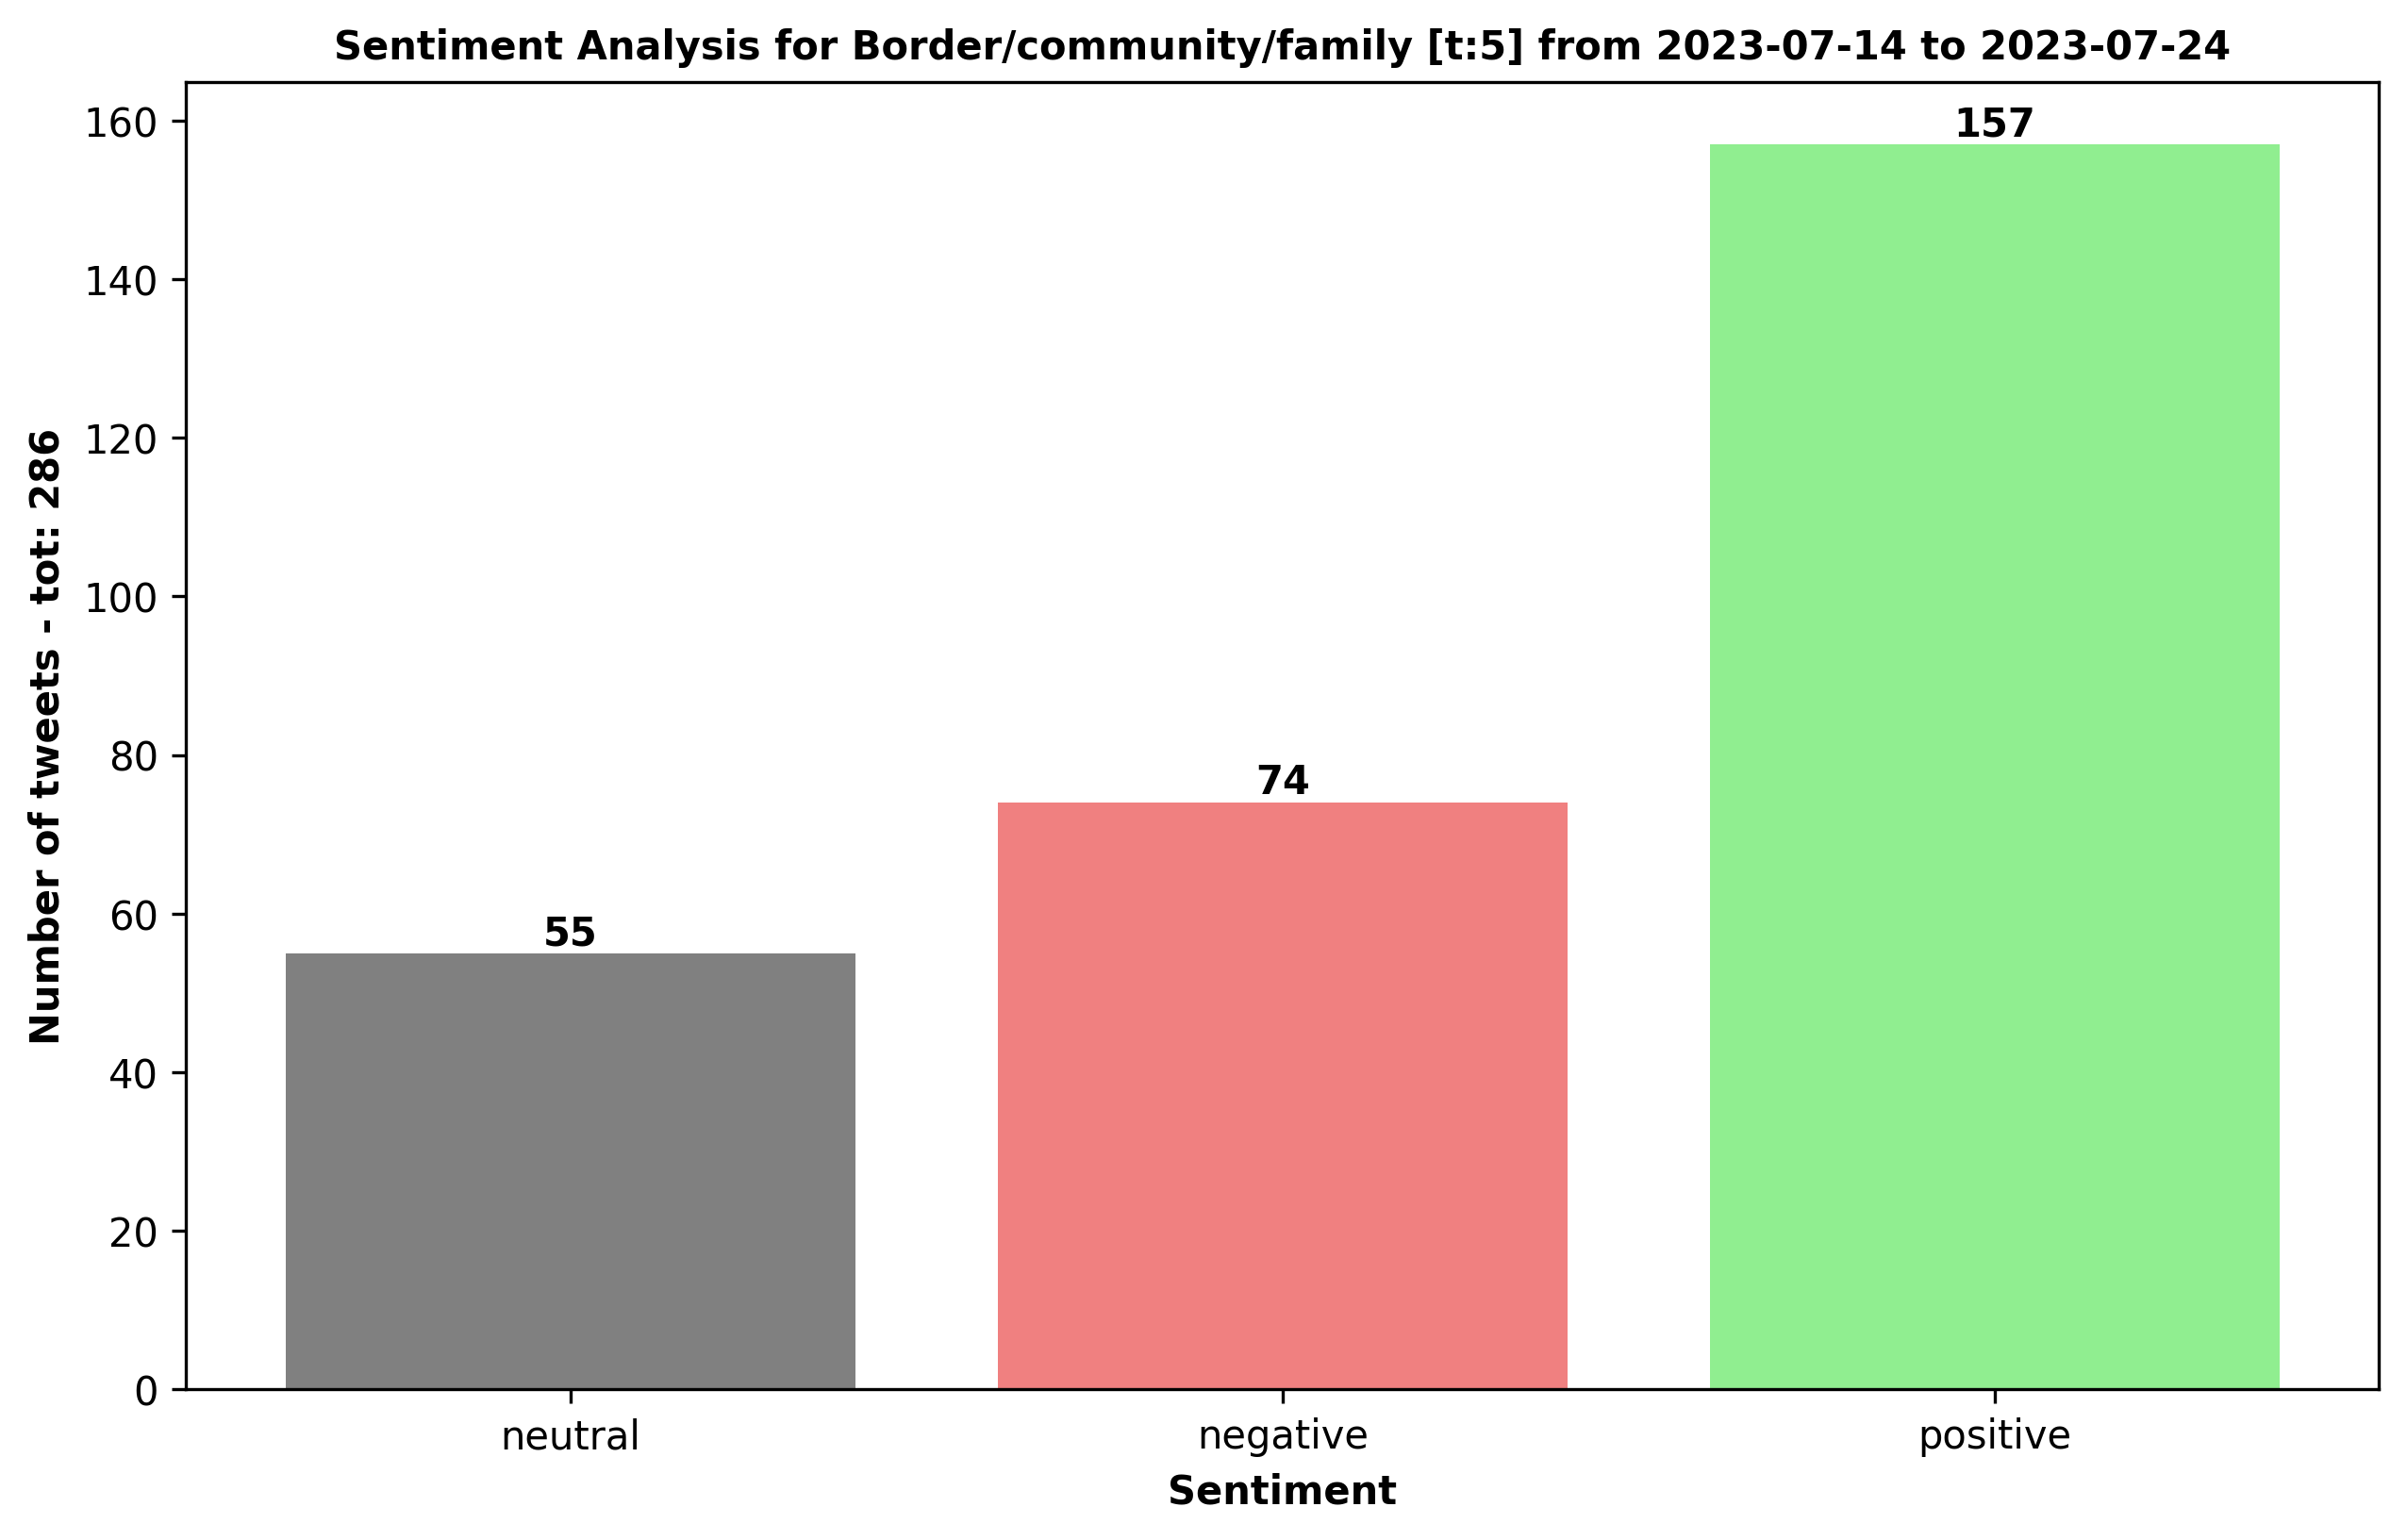 Sentiment Analysis for Border/community/family [t:5] from 2023-07-14 to 2023-07-24
Number of tweets - tot: 286
160
140
120
100
80
60
40
20
0
55
74
157
neutral
negative
positive
Sentiment